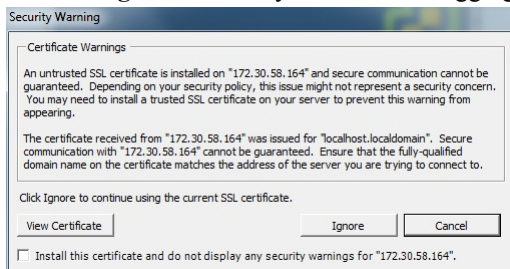 Security Warning
Certificate Warnings
An untrusted SSL certificate is installed on "172.30.58.164" and secure communication cannot be
guaranteed. Depending on your security policy, this issue might not represent a security concern.
You may need to install a trusted SSL certificate on your server to prevent this warning from
appearing.
The certificate received from "172.30.58.164" was issued for "localhost.localdomain". Secure
communication with "172.30.58.164" cannot be guaranteed. Ensure that the fully-qualified
domain name on the certificate matches the address of the server you are trying to connect to.
Click Ignore to continue using the current SSL certificate.
View Certificate
Ignore
Cancel
Install this certificate and do not display any security warnings for "172.30.58.164".